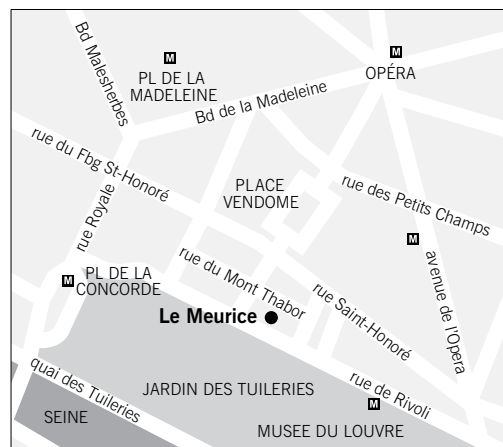 Bd Malesherbes
M
PL DE LA
MADELEINE
M
OPÉRA
Bd de la Madeleine
rue du Fbg St-Honoré
PLACE
VENDOME
rue des Petits Champs
rue Royale
M
avenue de l'Opera
M
PL DE LA
CONCORDE
rue du Mont Thabor
rue Saint-Honoré
Le Meurice
quai des Tuileries
JARDIN DES TUILERIES
rue de Rivoli
M
SEINE
MUSEE DU LOUVRE